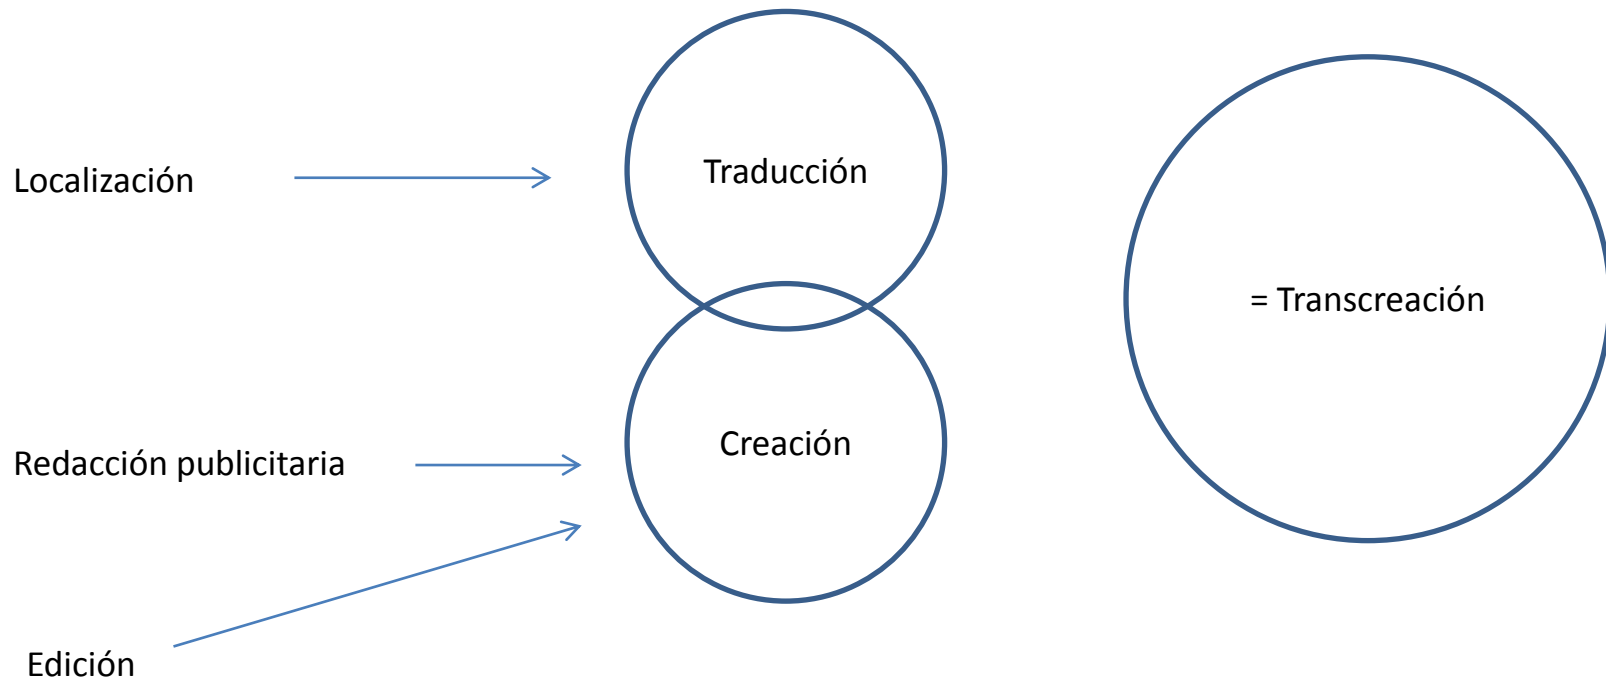 Localización
Traducción
= Transcreación
Redacción publicitaria
Creación
Edición